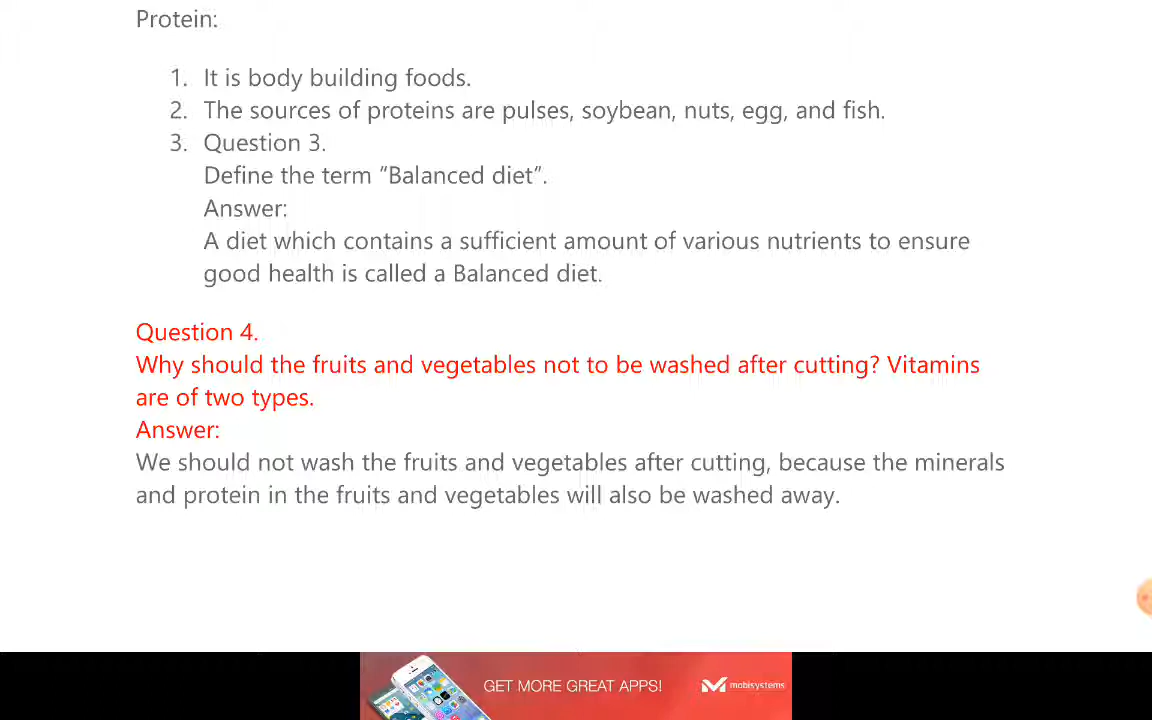 Protein:
1. It is body building foods.
2. The sources of proteins are pulses, soybean, nuts, egg, and fish.
3. Question 3.
Define the term “Balanced diet”.
Answer:
A diet which contains a sufficient amount of various nutrients to ensure
good health is called a Balanced diet.
Question 4.
Why should the fruits and vegetables not to be washed after cutting? Vitamins
are of two types.
Answer:
We should not wash the fruits and vegetables after cutting, because the minerals
and protein in the fruits and vegetables will also be washed away.
GET MORE GREAT APPS!
mobisystems